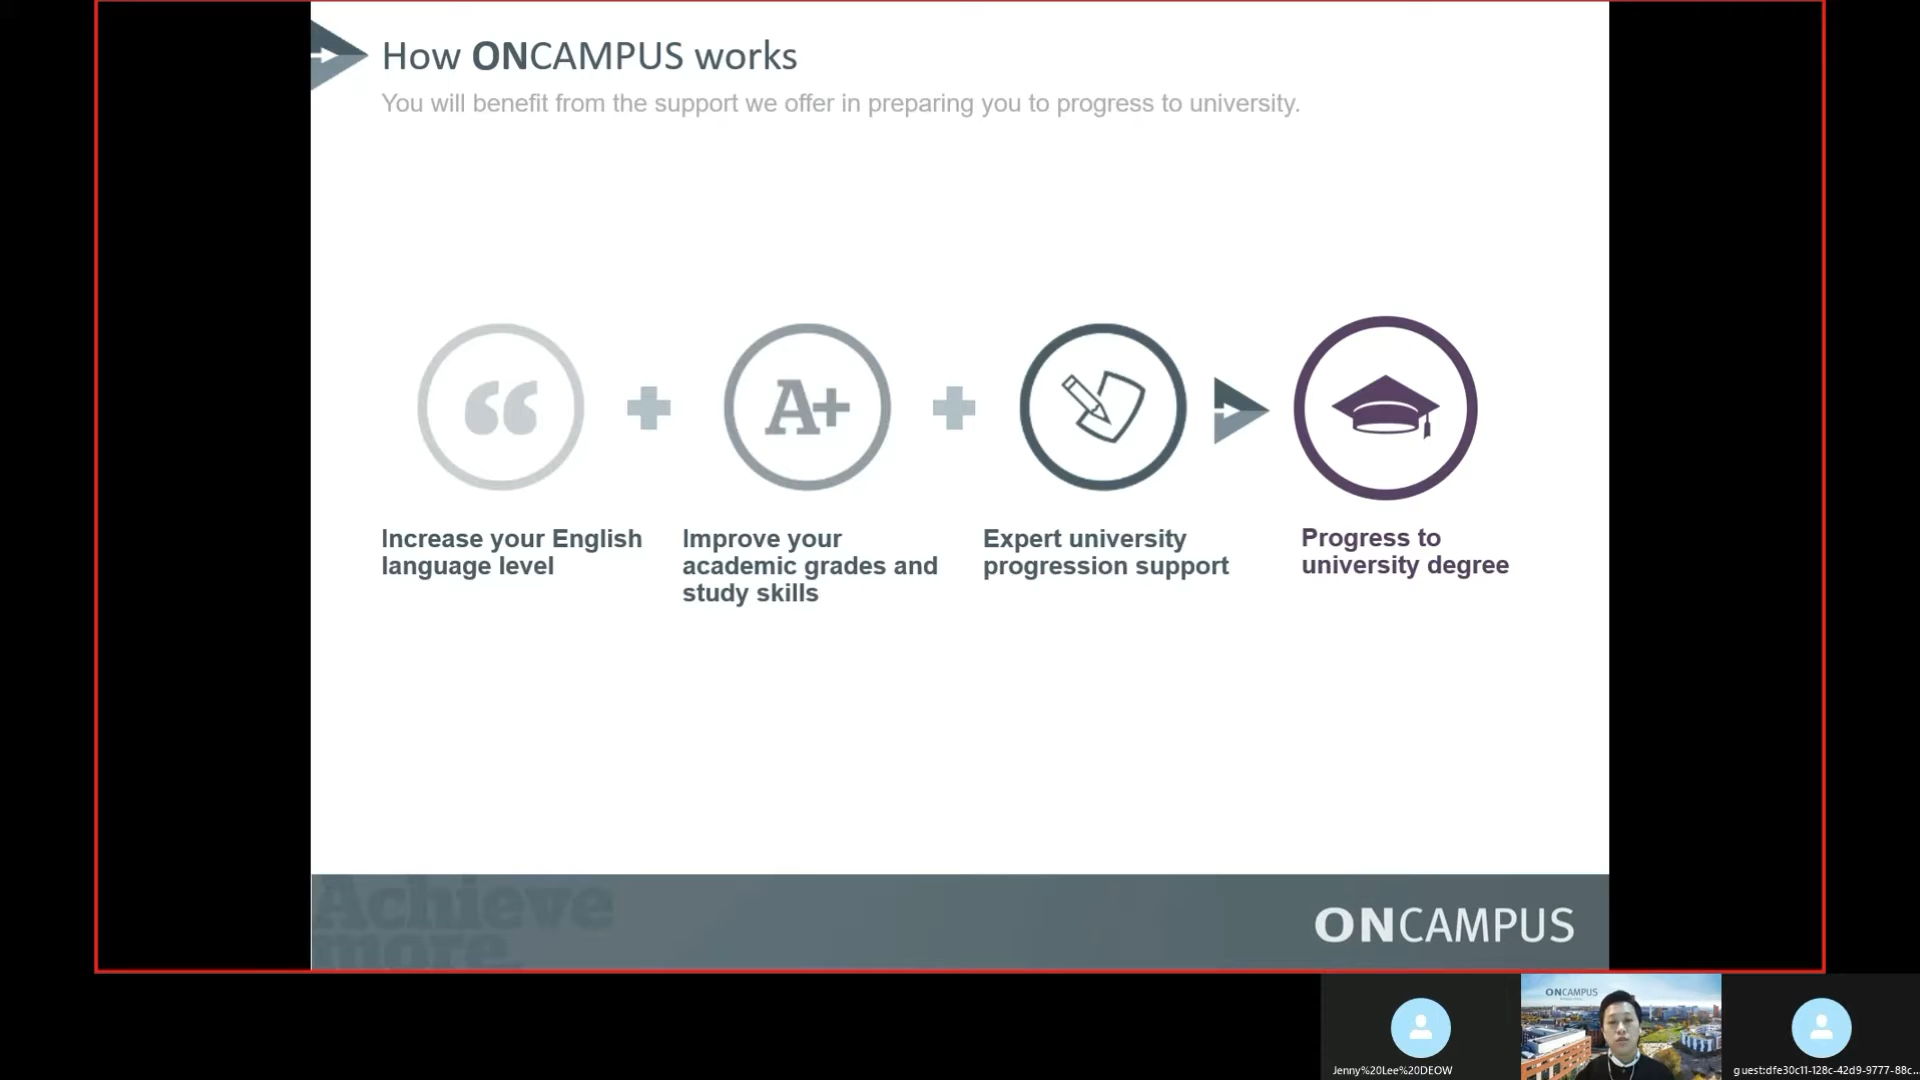 How ONCAMPUS works
You will benefit from the support we offer in preparing you to progress to university.
A+
Increase your English
language level
Improve your
academic grades and
study skills
Expert university
progression support
Progress to
university degree
Achieve
more.
ONCAMPUS
ONCAMPUS
Jenny%20Lee%20DEOW
guest:dfe30c11-128c-42d9-9777-88c...